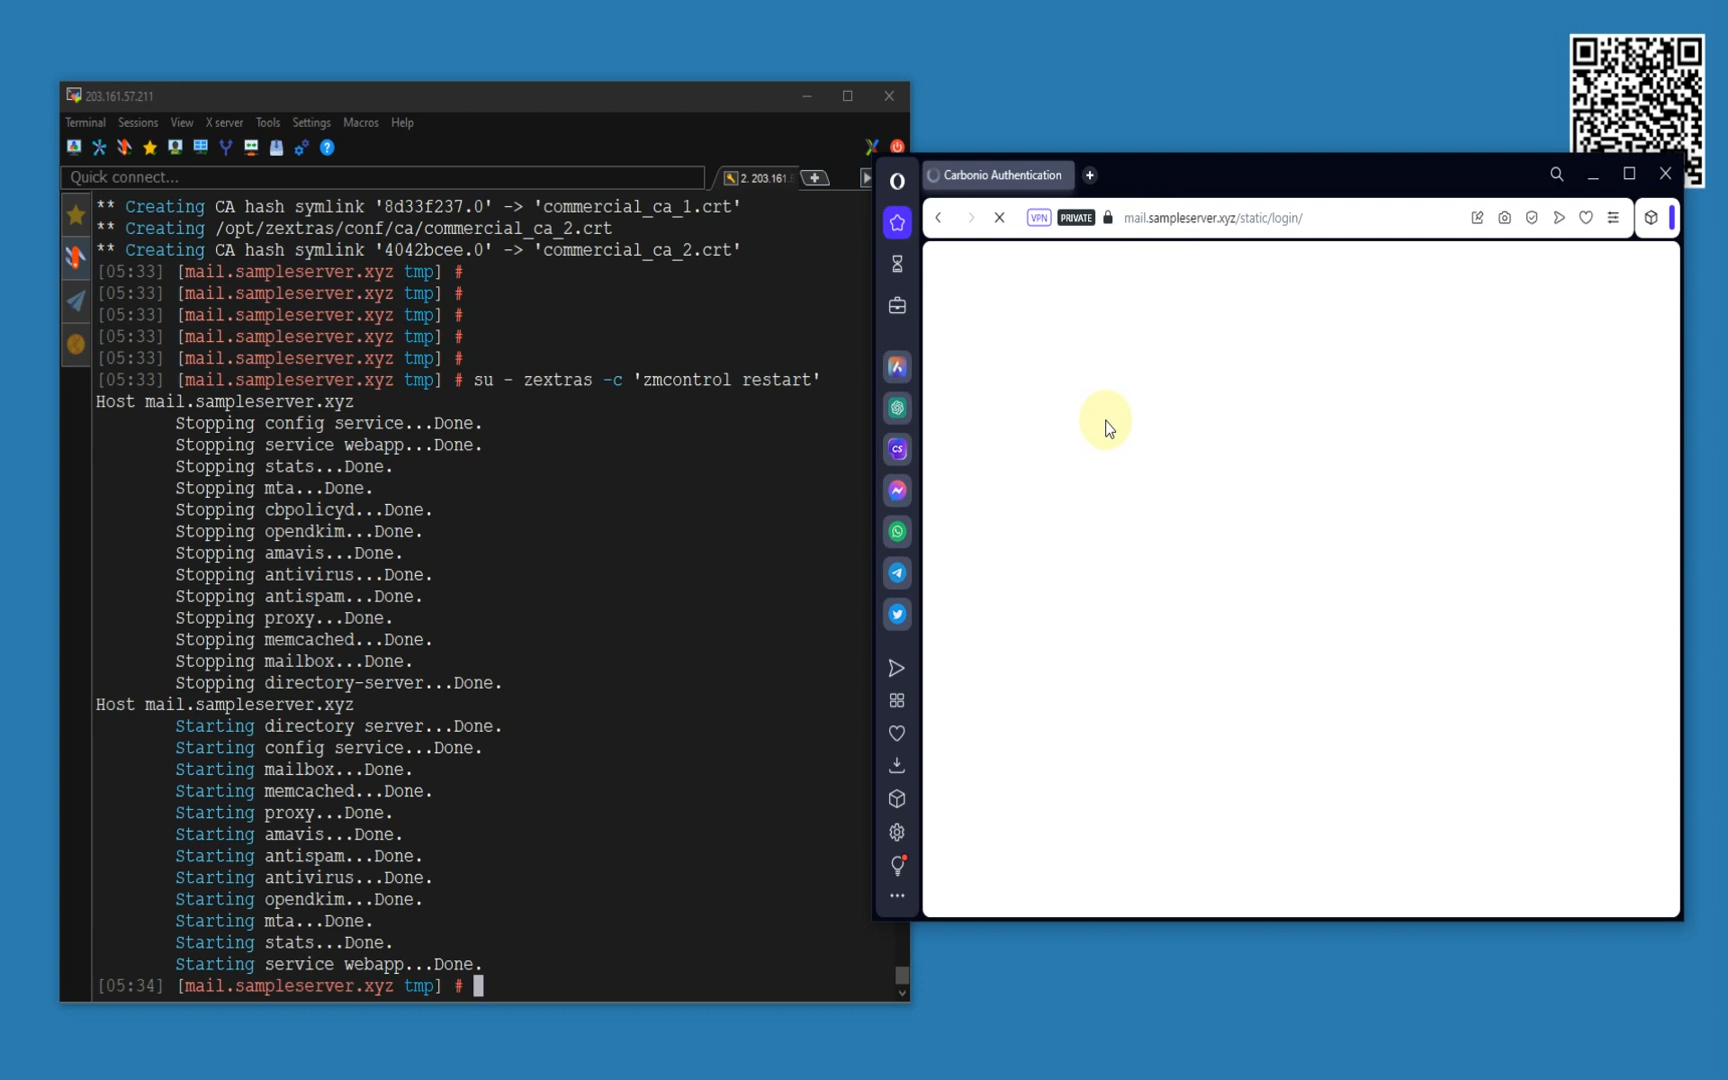 203.161.57.211
Terminal Sessions View X server Tools Settings Macros Help
Quick connect...
2. 203.161.
** Creating CA hash symlink '8d33f237.0' -> 'commercial_ca_1.crt'
** Creating /opt/zextras/conf/ca/commercial_ca_2.crt
** Creating CA hash symlink '4042bcee.0' -> 'commercial_ca_2.crt'
[05:33] [mail.sampleserver.xyz tmp] #
[05:33] [mail.sampleserver.xyz tmp] #
[05:33] [mail.sampleserver.xyz tmp] #
[05:33] [mail.sampleserver.xyz tmp] #
[05:33] [mail.sampleserver.xyz tmp] #
[05:33] [mail.sampleserver.xyz tmp] # su - zextras -c 'zmcontrol restart'
Host mail.sampleserver.xyz
Stopping config service...Done.
Stopping service webapp...Done.
Stopping stats...Done.
Stopping mta...Done.
Stopping cbpolicyd...Done.
Stopping opendkim...Done.
Stopping amavis...Done.
Stopping antivirus...Done.
Stopping antispam...Done.
Stopping proxy...Done.
Stopping memcached...Done.
Stopping mailbox...Done.
Stopping directory-server...Done.
Host mail.sampleserver.xyz
Starting directory server...Done.
Starting config service...Done.
Starting mailbox...Done.
Starting memcached...Done.
Starting proxy...Done.
Starting amavis...Done.
Starting antispam...Done.
Starting antivirus...Done.
Starting opendkim...Done.
Starting mta...Done.
Starting stats...Done.
Starting service webapp...Done.
[05:34] [mail.sampleserver.xyz tmp] #
Carbonio Authentication
VPN PRIVATE mail.sampleserver.xyz/static/login/
CS